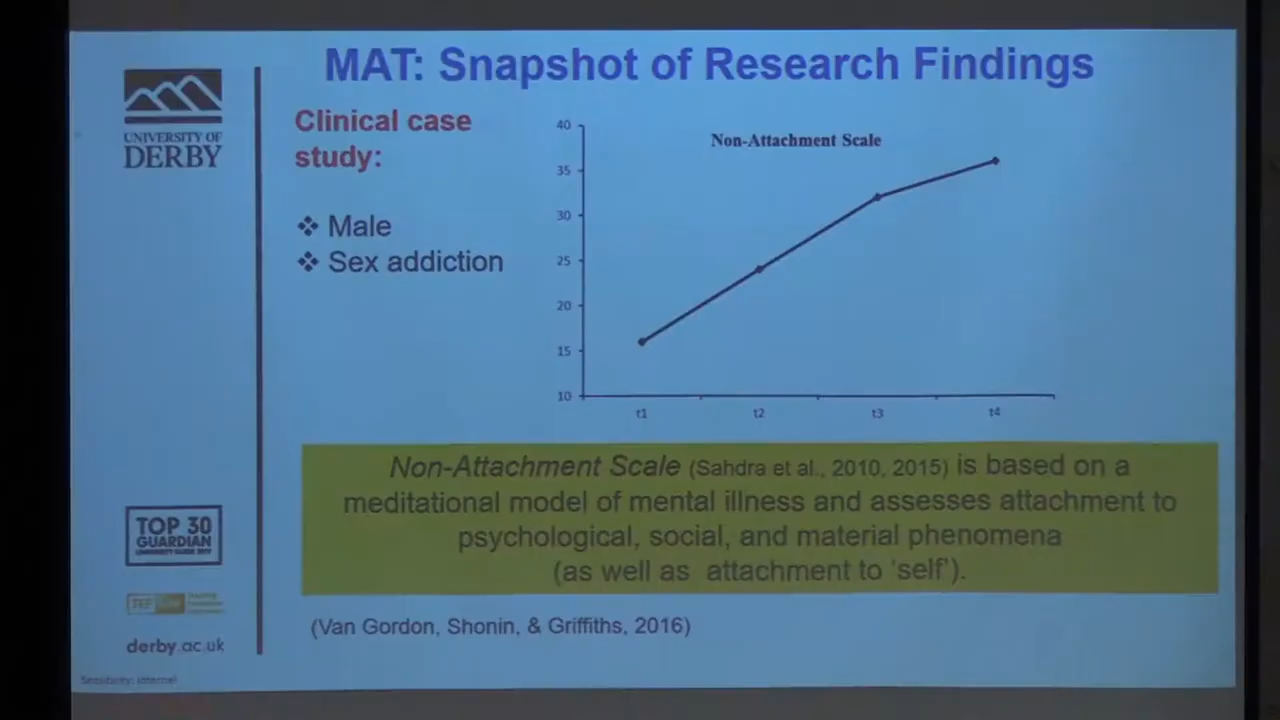 MAT: Snapshot of Research Findings
UNIVERSITY OF
DERBY
Clinical case
study:
❖ Male
❖ Sex addiction
Non-Attachment Scale
40
35
30
25
20
15
10
t1 t2 t3 t4
Non-Attachment Scale (Sahdra et al., 2010, 2015) is based on a
meditational model of mental illness and assesses attachment to
psychological, social, and material phenomena
(as well as attachment to ‘self’).
(Van Gordon, Shonin, & Griffiths, 2016)
TOP 30
GUARDIAN
TEF
derby.ac.uk
Sensitivity: Internal